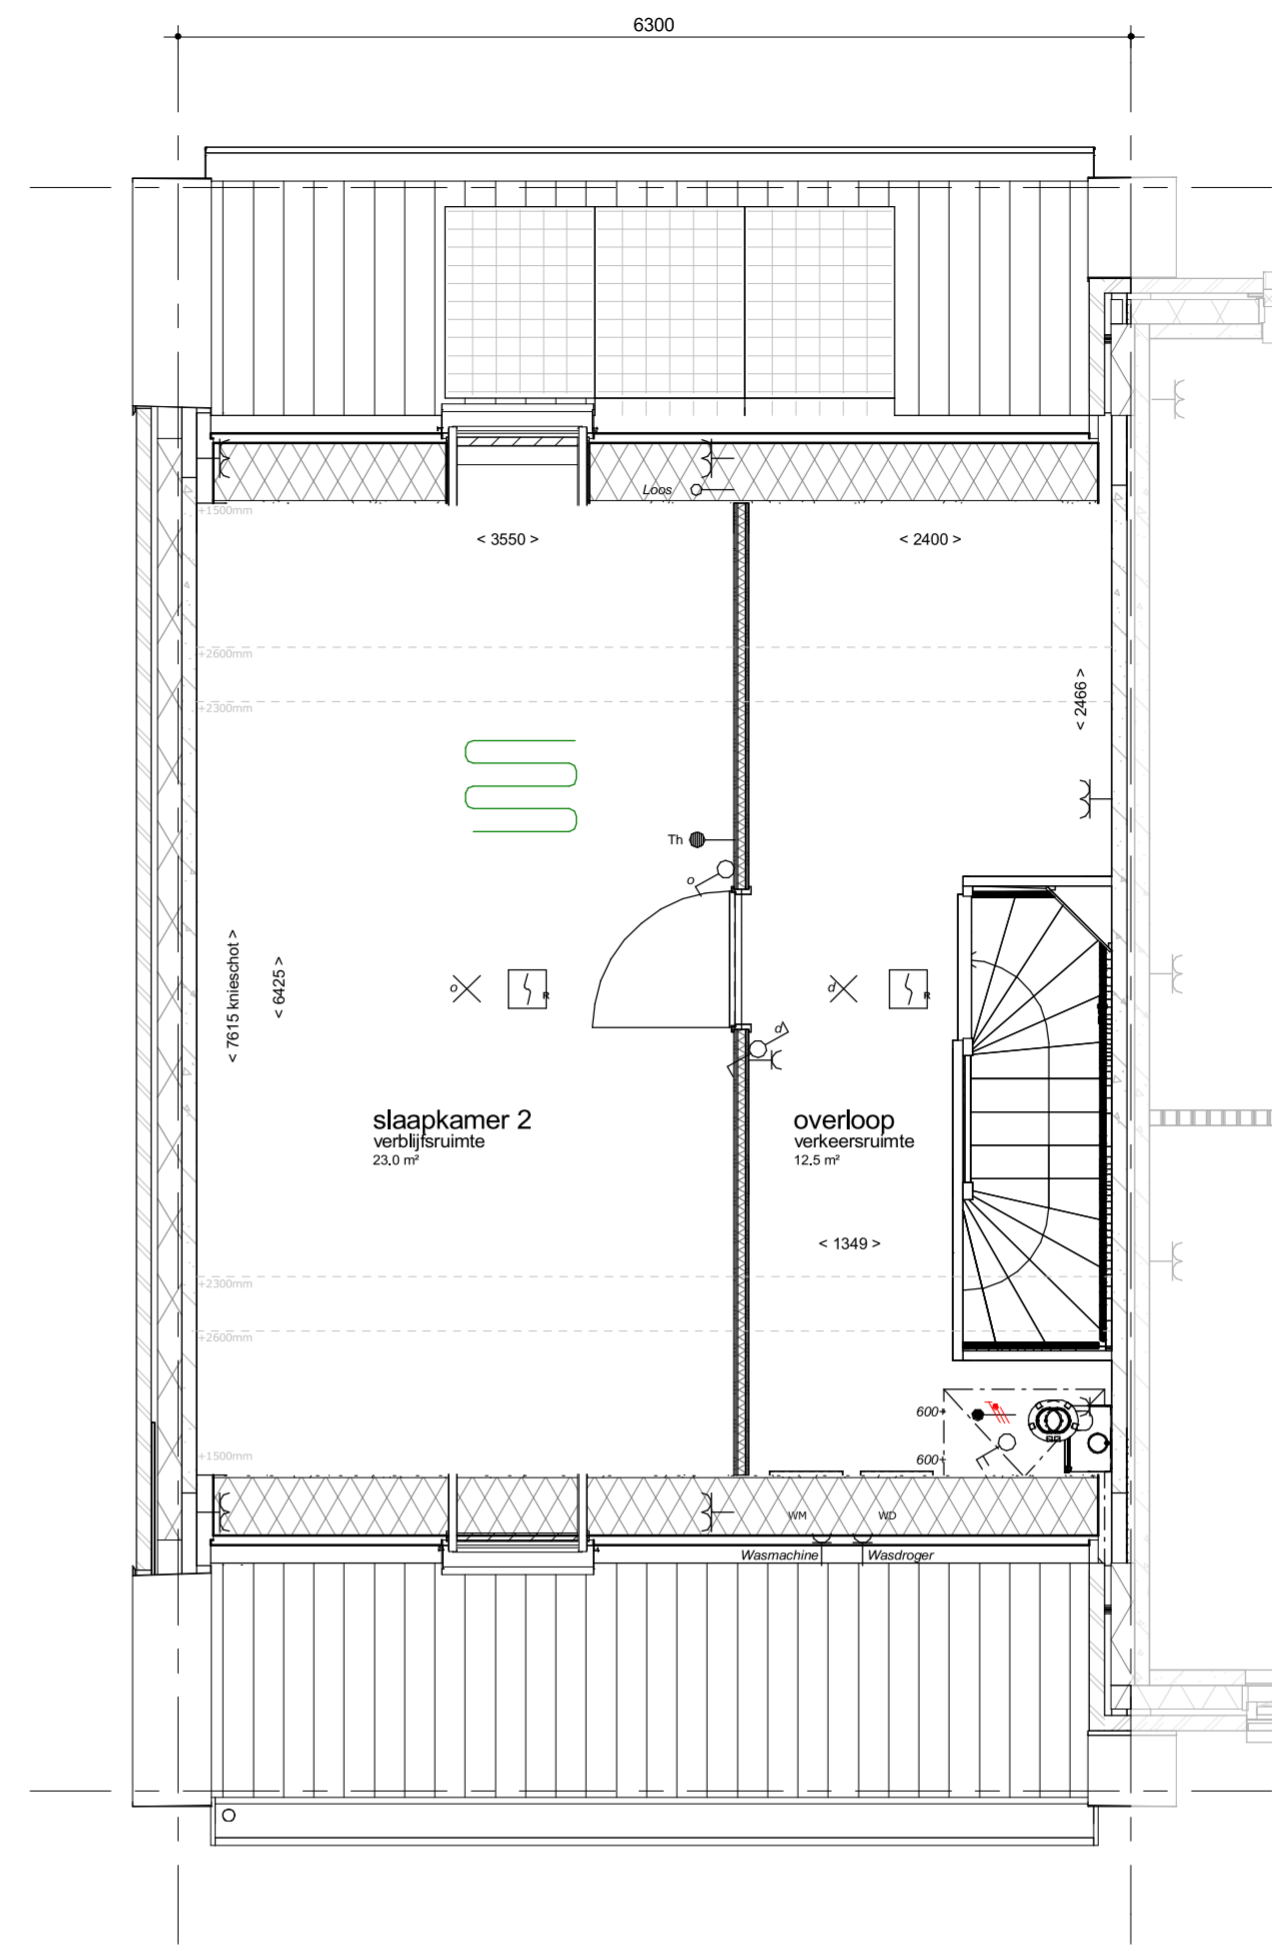 6300
Loos
+1500mm
< 3550 >
< 2400 >
+2600mm
< 2466 >
+2300mm
Th
o
< 7615 knieschot >
< 6425 >
o
R
d
R
d
slaapkamer 2
verblijfsruimte
23.0 m²
overloop
verkeersruimte
12.5 m²
< 1349 >
+2300mm
+2600mm
600+
600+
+1500mm
WM
WD
Wasmachine
Wasdroger